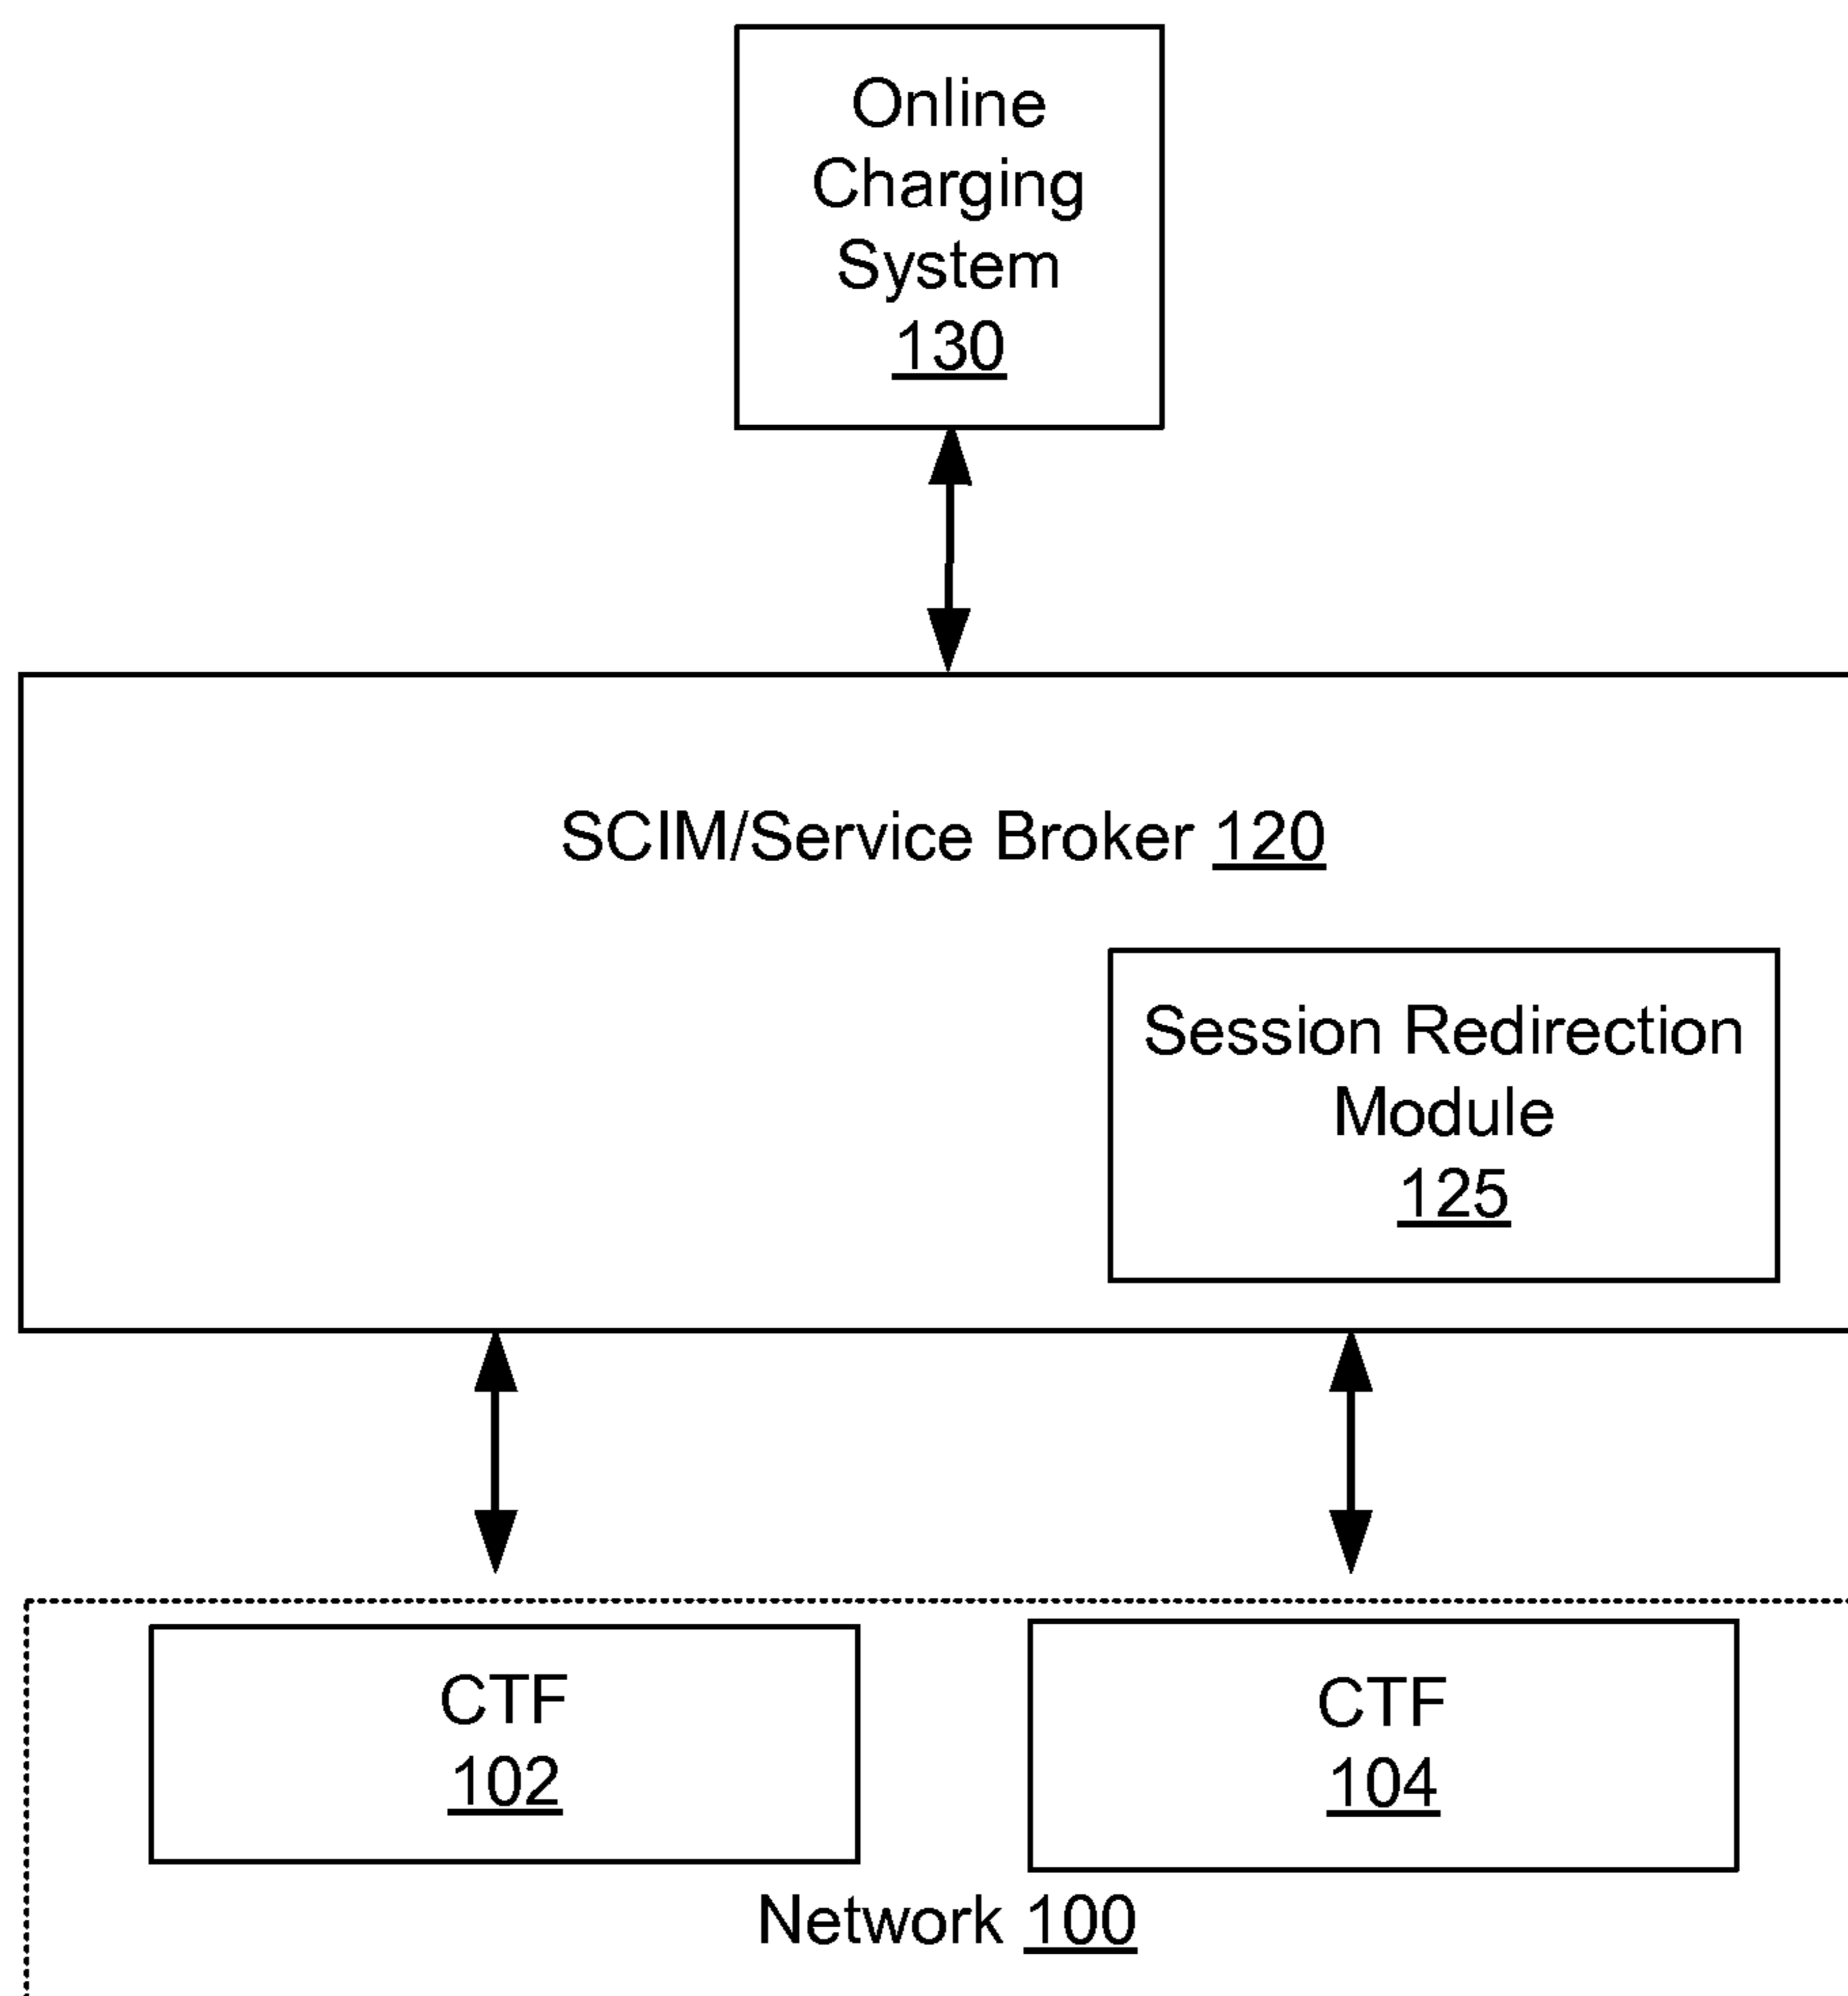 Online
Charging
System
130
SCIM/Service Broker 120
Session Redirection
Module
125
CTF
102
CTF
104
Network 100